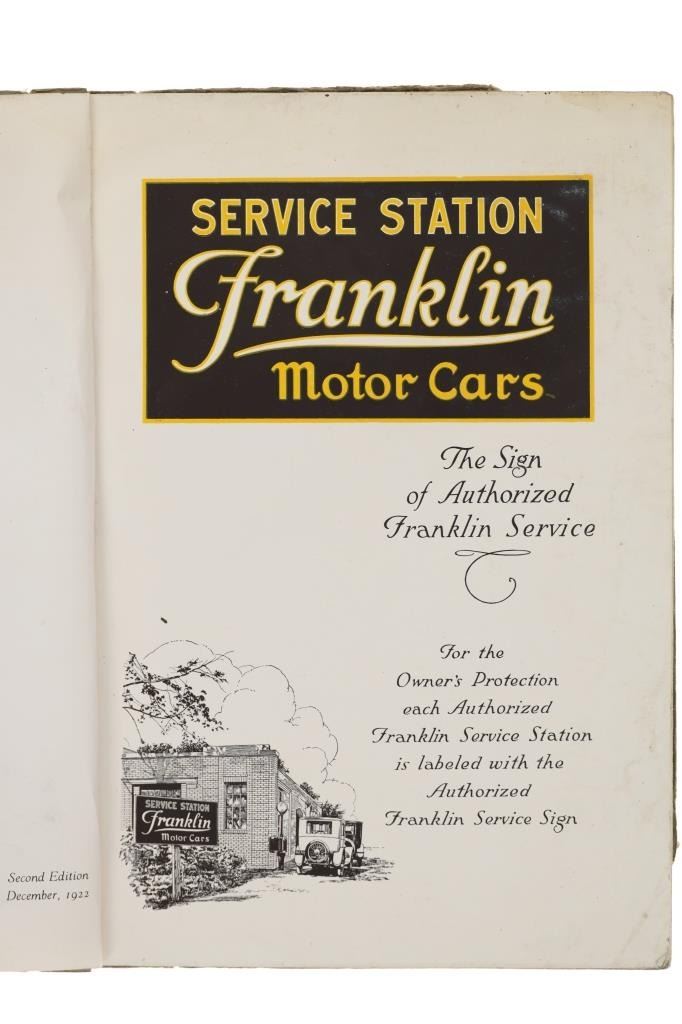 Second Edition
December, 1922
SERVICE STATION
Franklin
Motor Cars
The Sign
of Authorized
Franklin Service
For the
Owner's Protection
each Authorized
Franklin Service Station
is labeled with the
Authorized
Franklin Service Sign
SERVICE STATION
Franklin
Motor Cars